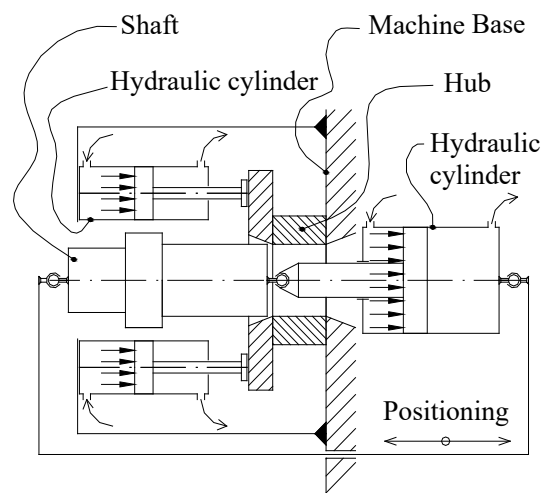 Shaft
Machine Base
Hydraulic cylinder
Hub
Hydraulic
cylinder
Positioning